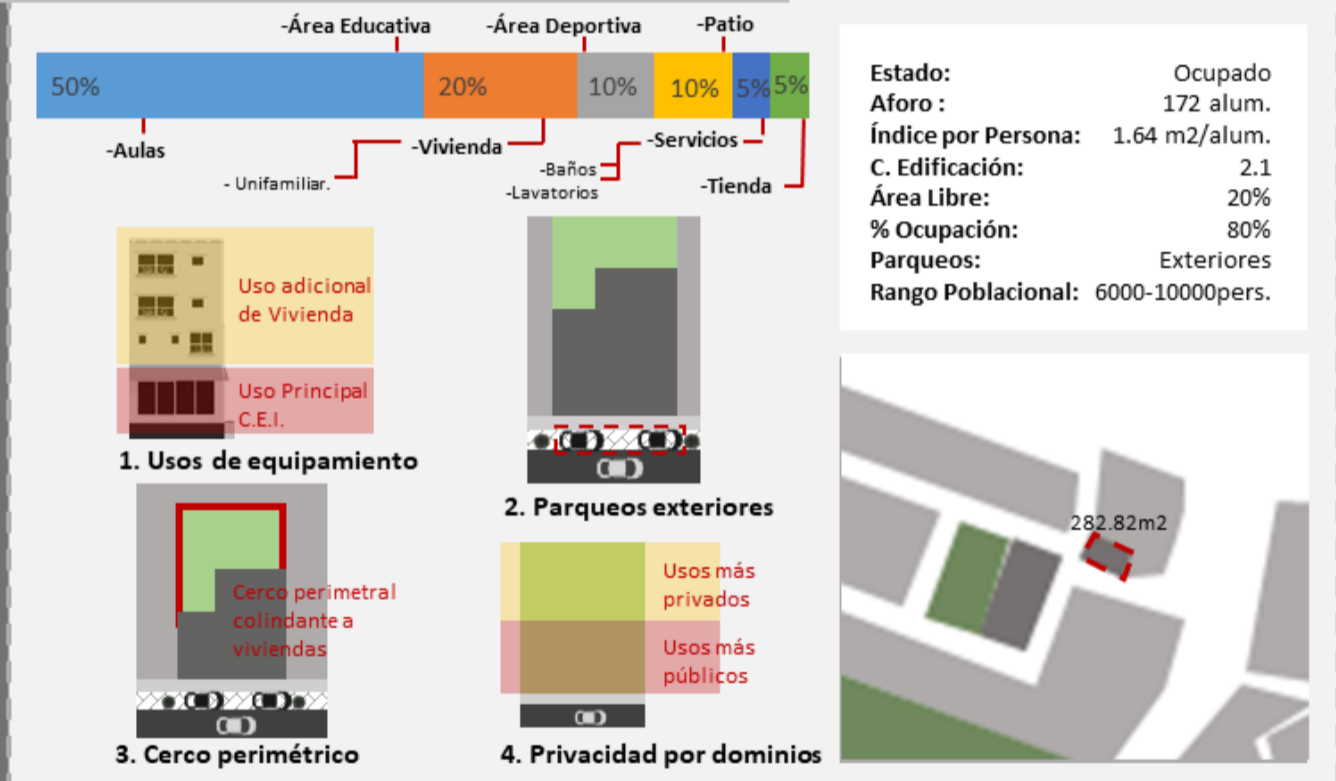 -Área Educativa
-Área Deportiva
-Patio
50%
20%
10%
10%
5%
5%
-Aulas
-Vivienda
- Unifamiliar.
-Servicios
-Baños
-Lavatorios
-Tienda
Estado: Ocupado
Aforo : 172 alum.
Índice por Persona: 1.64 m2/alum.
C. Edificación: 2.1
Área Libre: 20%
% Ocupación: 80%
Parqueos: Exteriores
Rango Poblacional: 6000-10000pers.
Uso adicional
de Vivienda
Uso Principal
C.E.I.
1. Usos de equipamiento
2. Parqueos exteriores
Cerco perimetral
colindante a
viviendas
3. Cerco perimétrico
Usos más
privados
Usos más
públicos
4. Privacidad por dominios
282.82m2